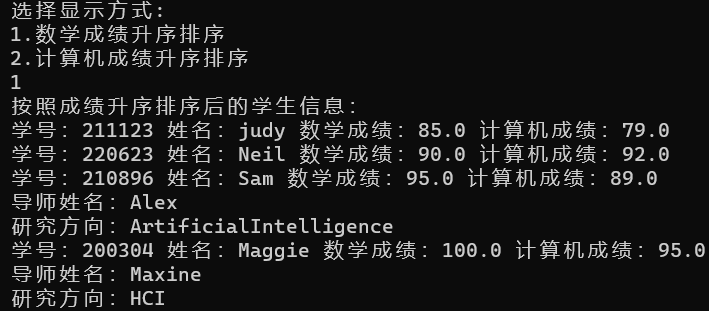 选择显示方式:
1.数学成绩升序排序
2.计算机成绩升序排序
1
按照成绩升序排序后的学生信息:
学号: 211123 姓名: judy 数学成绩: 85.0 计算机成绩: 79.0
学号: 220623 姓名: Neil 数学成绩: 90.0 计算机成绩: 92.0
学号: 210896 姓名: Sam 数学成绩: 95.0 计算机成绩: 89.0
导师姓名: Alex
研究方向: ArtificialIntelligence
学号: 200304 姓名: Maggie 数学成绩: 100.0 计算机成绩: 95.0
导师姓名: Maxine
研究方向: HCI